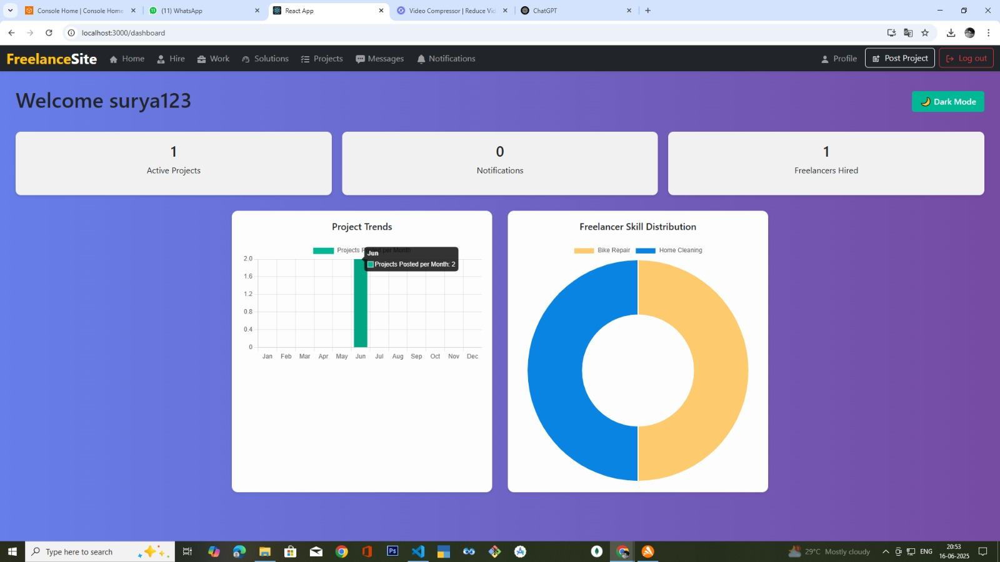 Console Home | Console Home
(11) WhatsApp
React App
Video Compressor | Reduce Vid
ChatGPT
localhost:3000/dashboard
FreelanceSite
Home
Hire
Work
Solutions
Projects
Messages
Notifications
Profile
Post Project
Log out
Welcome surya123
🌙 Dark Mode
1
Active Projects
0
Notifications
1
Freelancers Hired
Project Trends
Projects Posted per Month
Jun
Projects Posted per Month: 2
2.0
1.6
1.2
0.8
0.4
0
Jan Feb Mar Apr May Jun Jul Aug Sep Oct Nov Dec
Freelancer Skill Distribution
Bike Repair Home Cleaning
Type here to search
Ps
29°C Mostly cloudy
ENG
20:53
16-06-2025